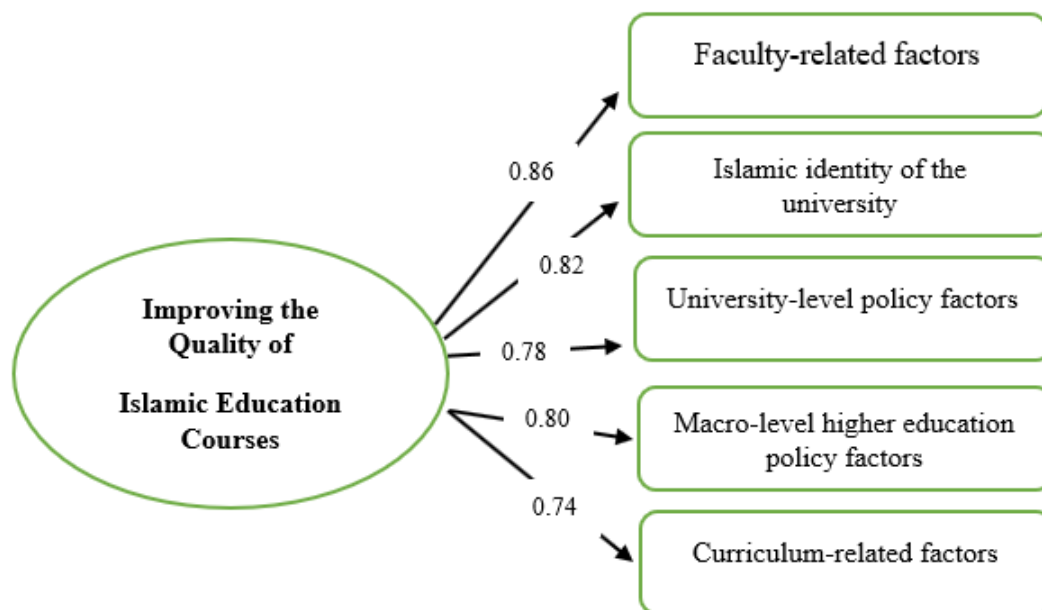 Improving the
Quality of
Islamic Education
Courses
0.86
0.82
0.78
0.80
0.74
Faculty-related factors
Islamic identity of the
university
University-level policy factors
Macro-level higher education
policy factors
Curriculum-related factors